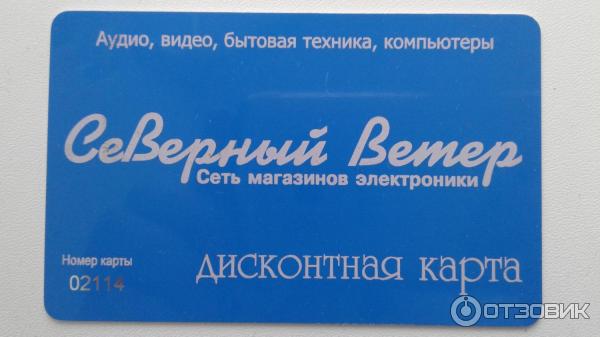 Аудио, видео, бытовая техника, компьютеры
СеВерный Ветер
Сеть магазинов электроники
Номер карты
02114
ДИСКОНТНАЯ КАРТА
ОТЗОВИК